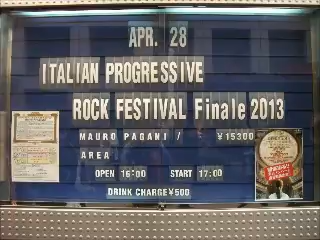 APR. 28
ITALIAN PROGRESSIVE
ROCK FESTIVAL Finale 2013
MAURO PAGANI / ¥15300
AREA
OPEN 16:00 START 17:00
DRINK CHARGE ¥500